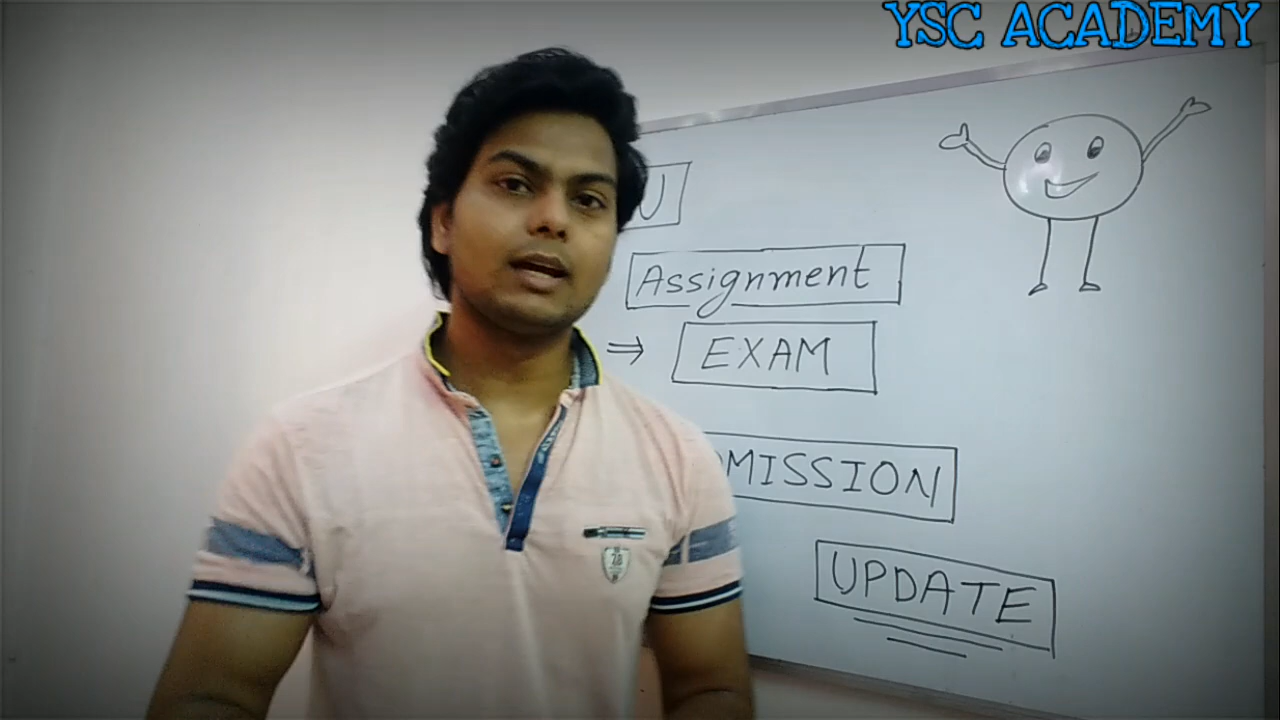 YSC ACADEMY
U
Assignment
⇒ EXAM
MISSION
UPDATE